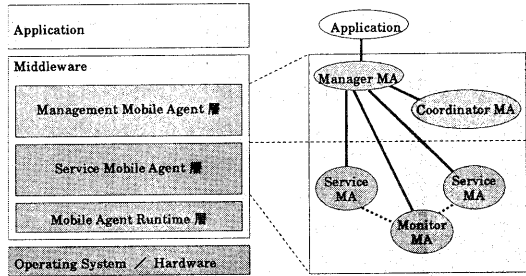 Application
Middleware
Management Mobile Agent 層
Service Mobile Agent 層
Mobile Agent Runtime 層
Operating System ／ Hardware
Application
Manager MA
Coordinator MA
Service
MA
Service
MA
Monitor
MA